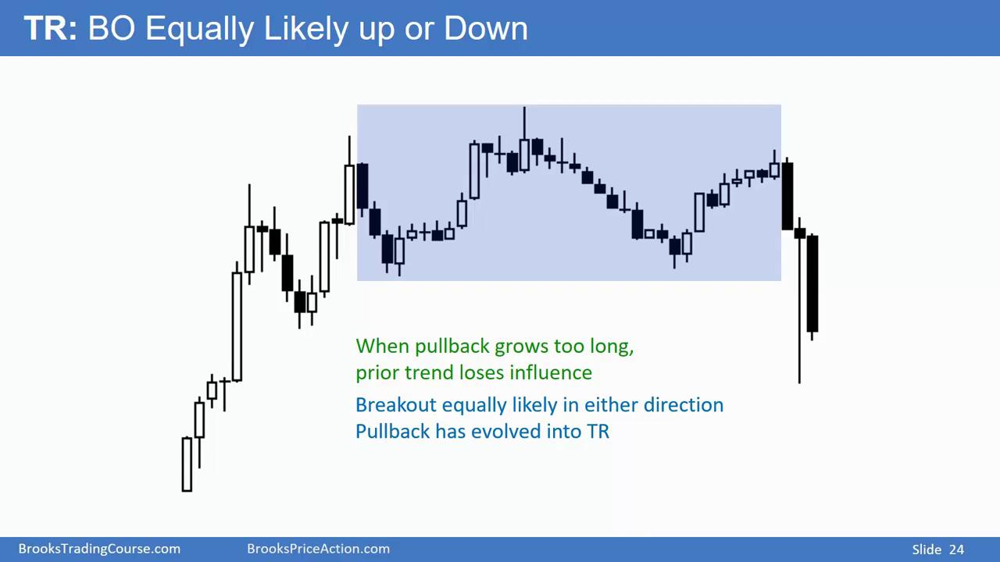 TR: BO Equally Likely up or Down
When pullback grows too long,
prior trend loses influence
Breakout equally likely in either direction
Pullback has evolved into TR
BrooksTradingCourse.com
BrooksPriceAction.com
Slide 24